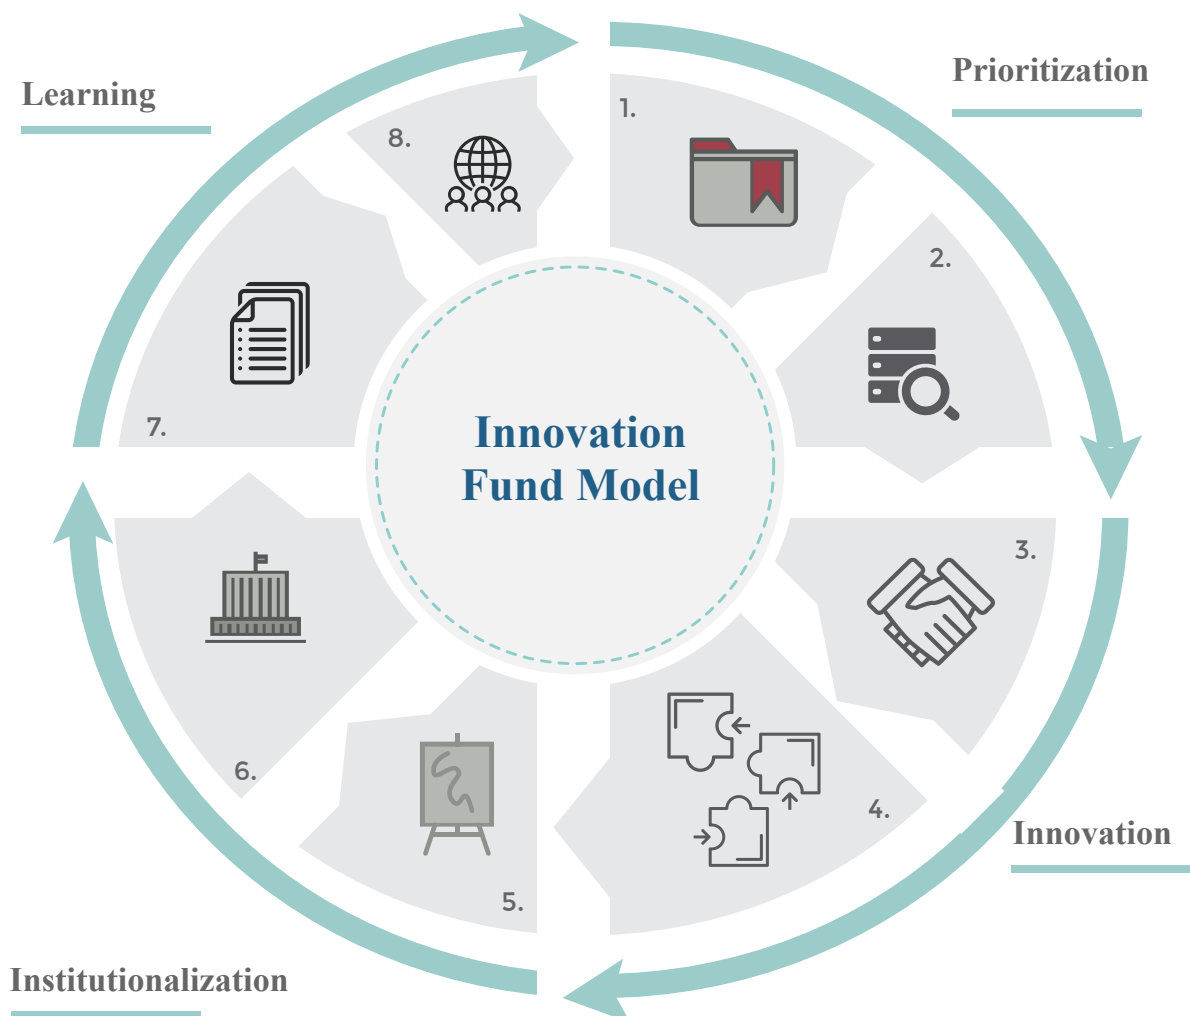 Learning
Prioritization
1.
8.
2.
7.
Innovation
Fund Model
3.
6.
4.
5.
Innovation
Institutionalization